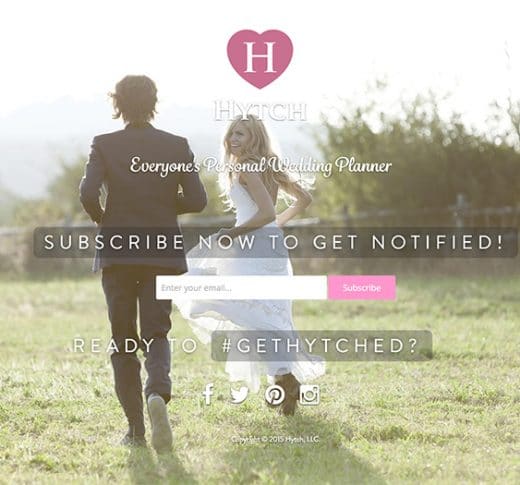 H
HYTCH
Everyone's Personal Wedding Planner
SUBSCRIBE NOW TO GET NOTIFIED!
Enter your email...
Subscribe
READY TO #GETHYTCHED?
Copyright © 2015 Hytch, LLC.